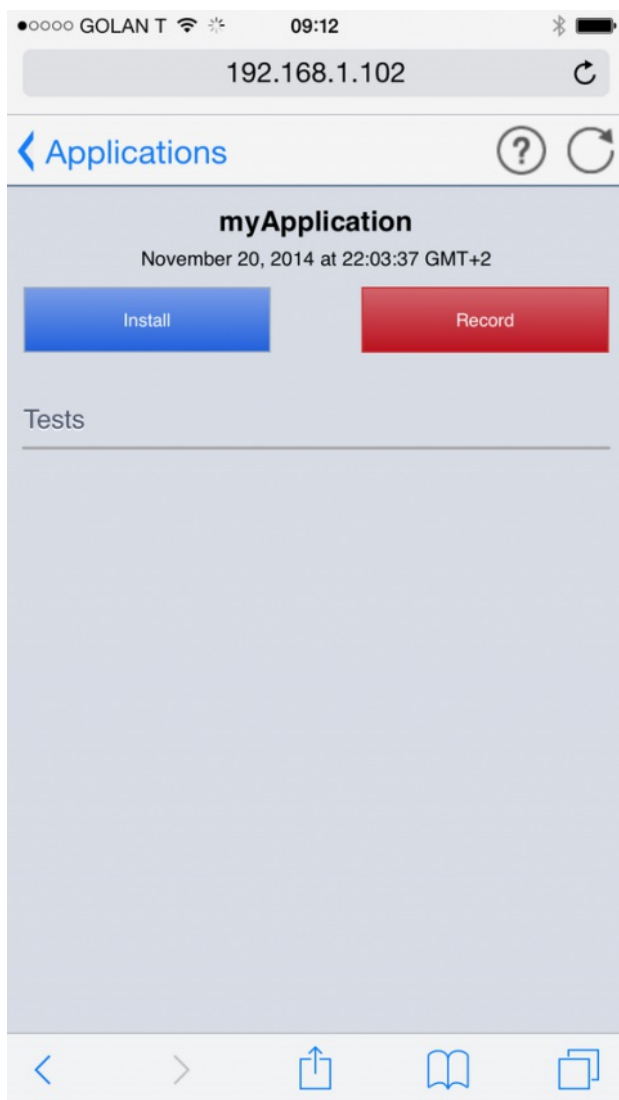 GOLAN T 09:12
192.168.1.102
Applications ?
myApplication
November 20, 2014 at 22:03:37 GMT+2
Install Record
Tests